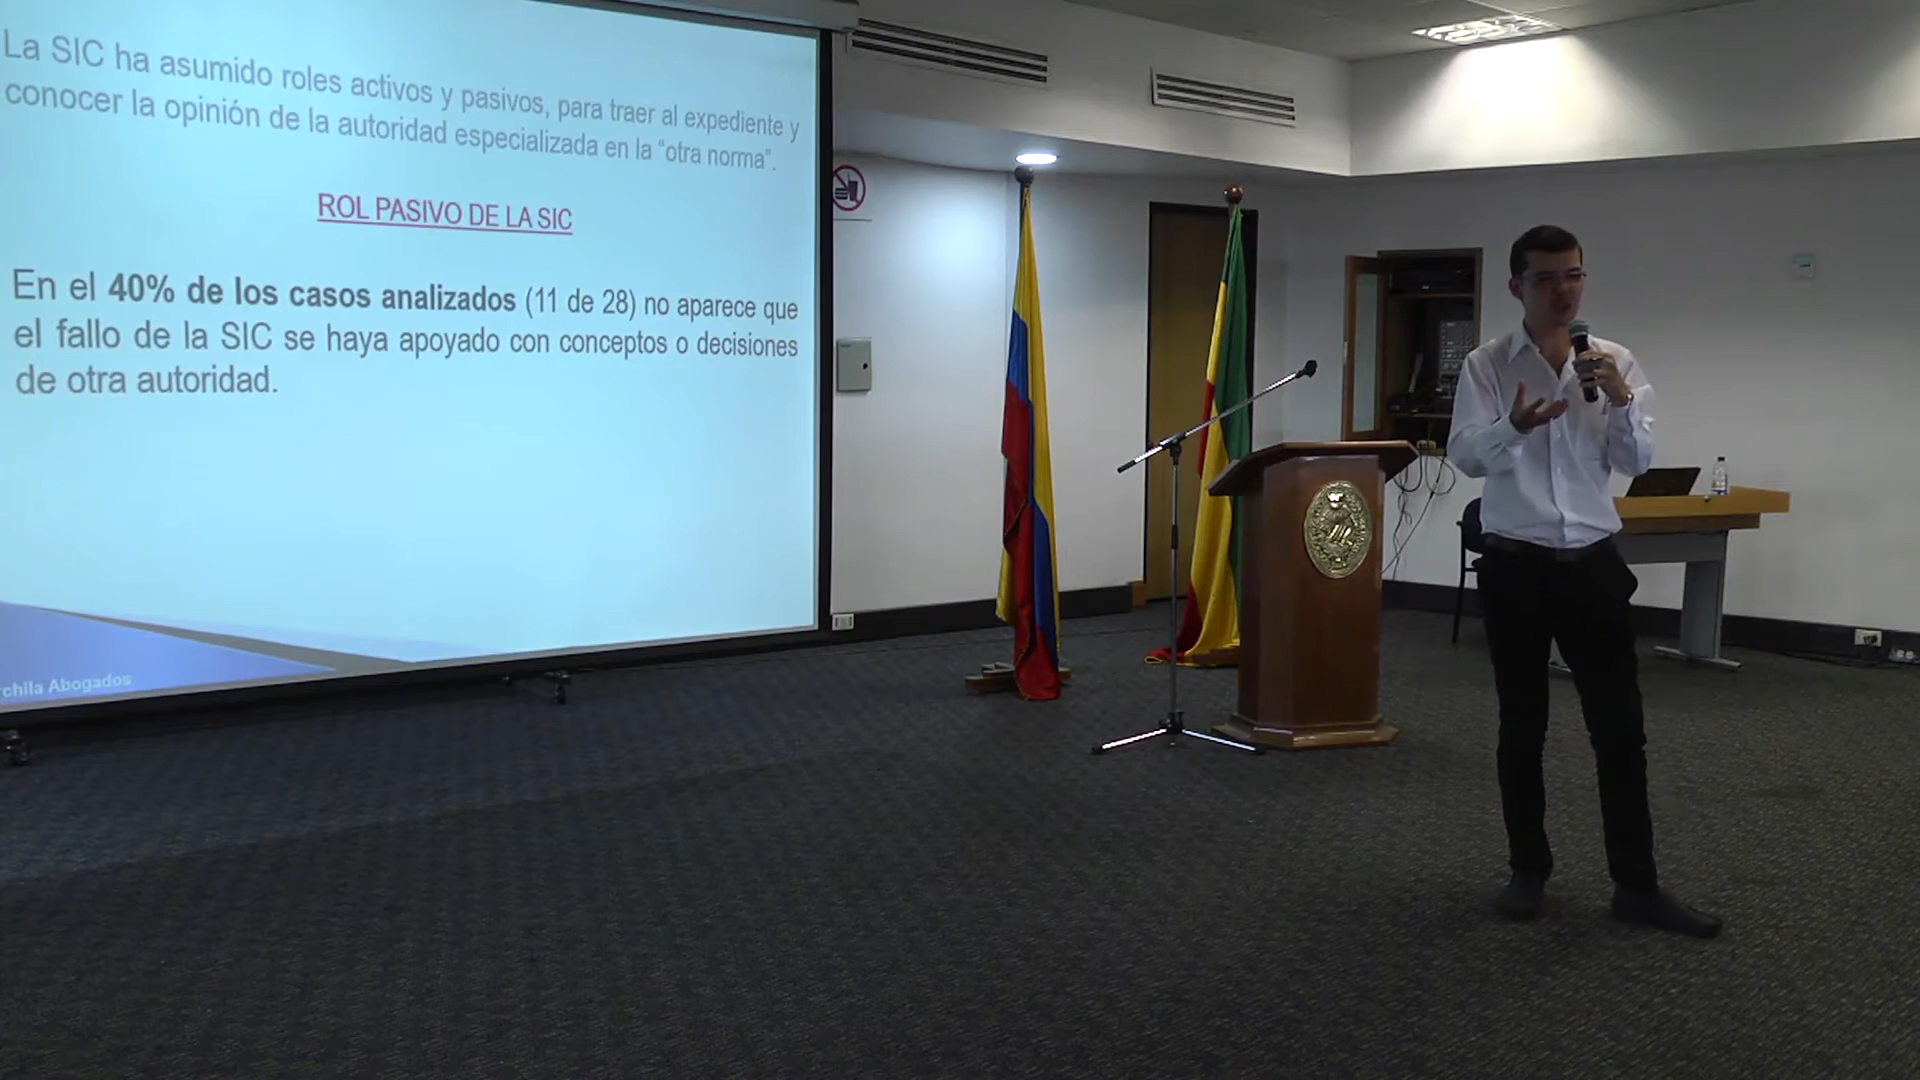 La SIC ha asumido roles activos y pasivos, para traer al expediente y
conocer la opinión de la autoridad especializada en la “otra norma”.
ROL PASIVO DE LA SIC
En el 40% de los casos analizados (11 de 28) no aparece que
el fallo de la SIC se haya apoyado con conceptos o decisiones
de otra autoridad.
chila Abogados